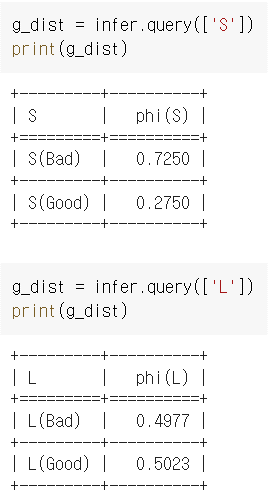 g_dist = infer.query(['S'])
print(g_dist)
+---------+----------+
| S       |   phi(S) |
+=========+==========+
| S(Bad)  |   0.7250 |
+---------+----------+
| S(Good) |   0.2750 |
+---------+----------+
g_dist = infer.query(['L'])
print(g_dist)
+---------+----------+
| L       |   phi(L) |
+=========+==========+
| L(Bad)  |   0.4977 |
+---------+----------+
| L(Good) |   0.5023 |
+---------+----------+